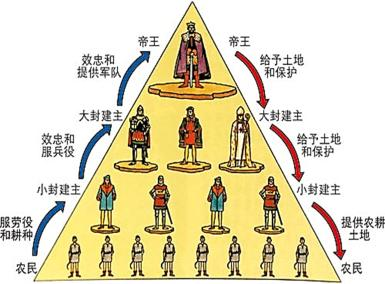 帝王
帝王
效忠和
提供军队
给予土地
和保护
大封建主
大封建主
效忠和
服兵役
给予土地
和保护
小封建主
小封建主
服劳役
和耕种
提供农耕
土地
农民
农民